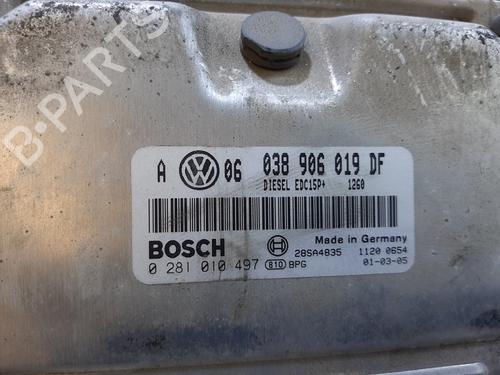 B-PARTS
A 06 038 906 019 DF
DIESEL EDC15P+ 1260
BOSCH
Made in Germany
28SA4835 1120 0654
0 281 010 497 810 BPG 01-03-05